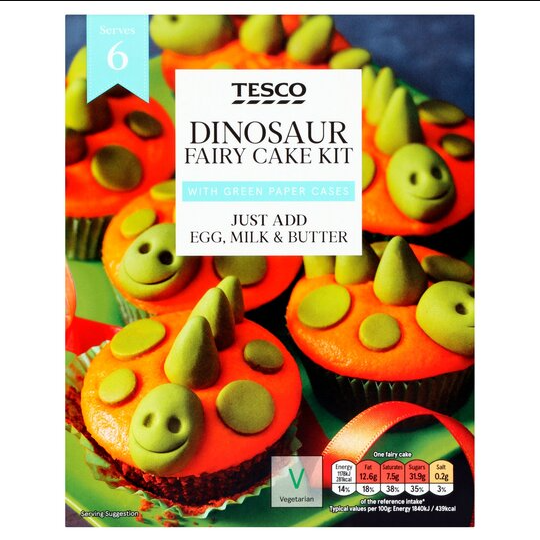 Serves
6
TESCO
DINOSAUR
FAIRY CAKE KIT
WITH GREEN PAPER CASES
JUST ADD
EGG, MILK & BUTTER
V
Vegetarian
One fairy cake
Energy Fat Saturates Sugars Salt
1178kJ
281kcal 12.6g 7.5g 31.9g 0.2g
14% 18% 38% 35% 3%
of the reference intake*
Typical values per 100g: Energy 1840kJ / 439kcal
Serving Suggestion